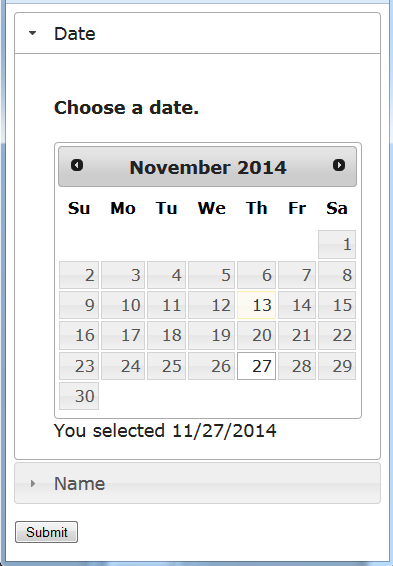 Date
Choose a date.
November 2014
Su Mo Tu We Th Fr Sa
1
2 3 4 5 6 7 8
9 10 11 12 13 14 15
16 17 18 19 20 21 22
23 24 25 26 27 28 29
30
You selected 11/27/2014
Name
Submit